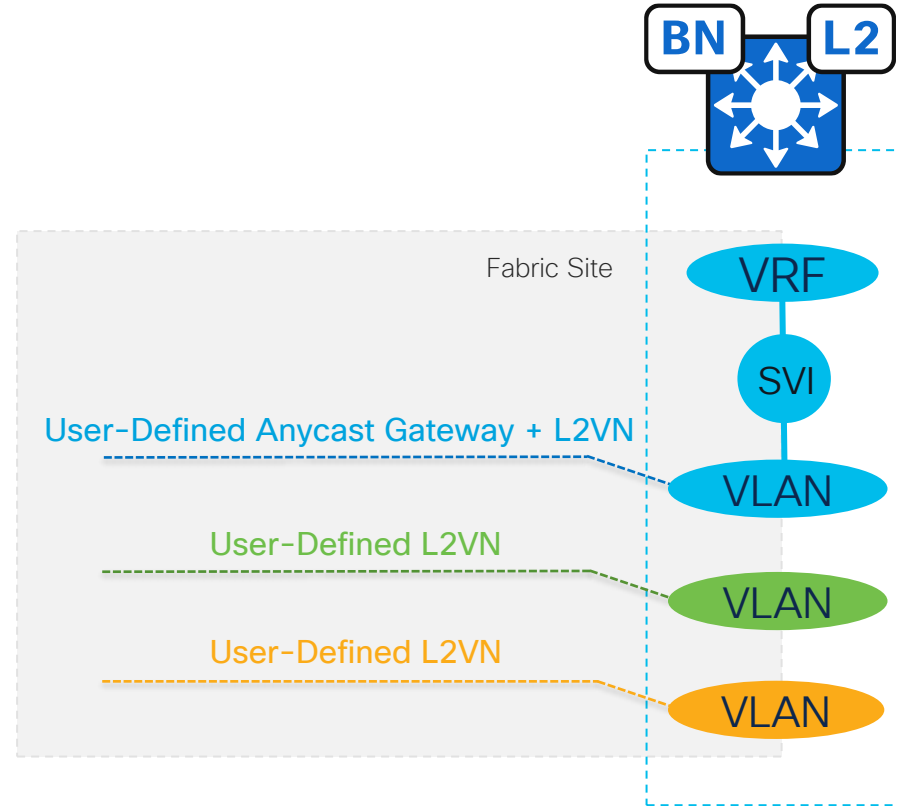 BN L2
Fabric Site
VRF
SVI
User-Defined Anycast Gateway + L2VN
VLAN
User-Defined L2VN
VLAN
User-Defined L2VN
VLAN